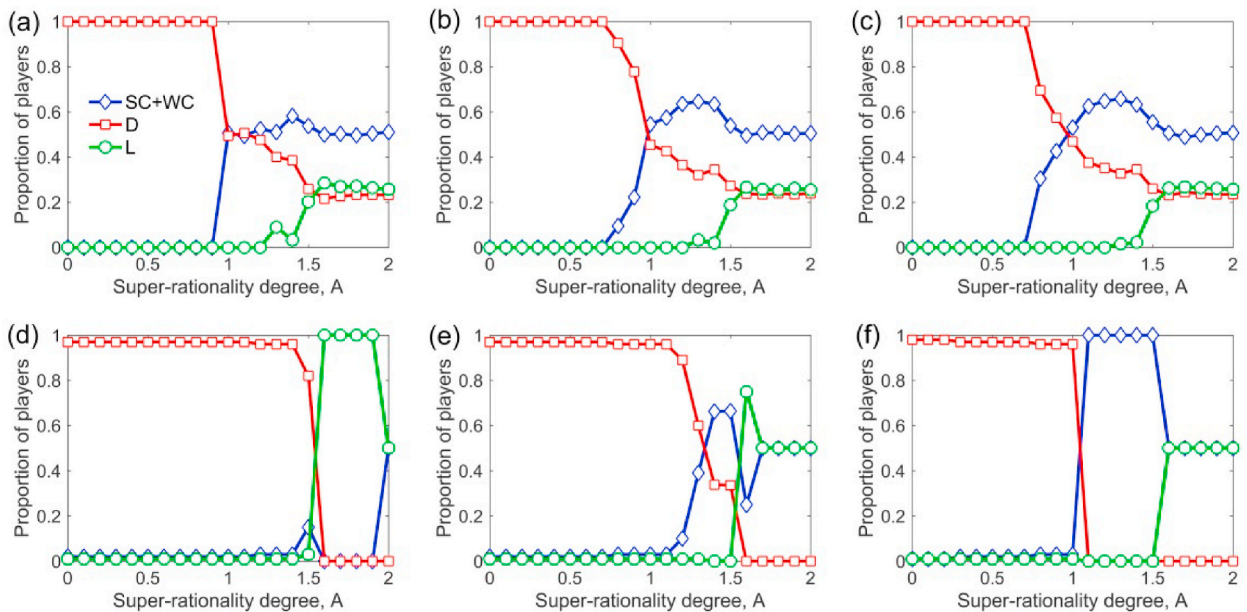 (a) (b) (c)
Proportion of players Proportion of players Proportion of players
1 1 1
0.8 0.8 0.8
0.6 0.6 0.6
0.4 0.4 0.4
0.2 0.2 0.2
0 0 0
SC+WC
D
L
0 0.5 1 1.5 2 0 0.5 1 1.5 2 0 0.5 1 1.5 2
Super-rationality degree, A Super-rationality degree, A Super-rationality degree, A
(d) (e) (f)
Proportion of players Proportion of players Proportion of players
1 1 1
0.8 0.8 0.8
0.6 0.6 0.6
0.4 0.4 0.4
0.2 0.2 0.2
0 0 0
0 0.5 1 1.5 2 0 0.5 1 1.5 2 0 0.5 1 1.5 2
Super-rationality degree, A Super-rationality degree, A Super-rationality degree, A